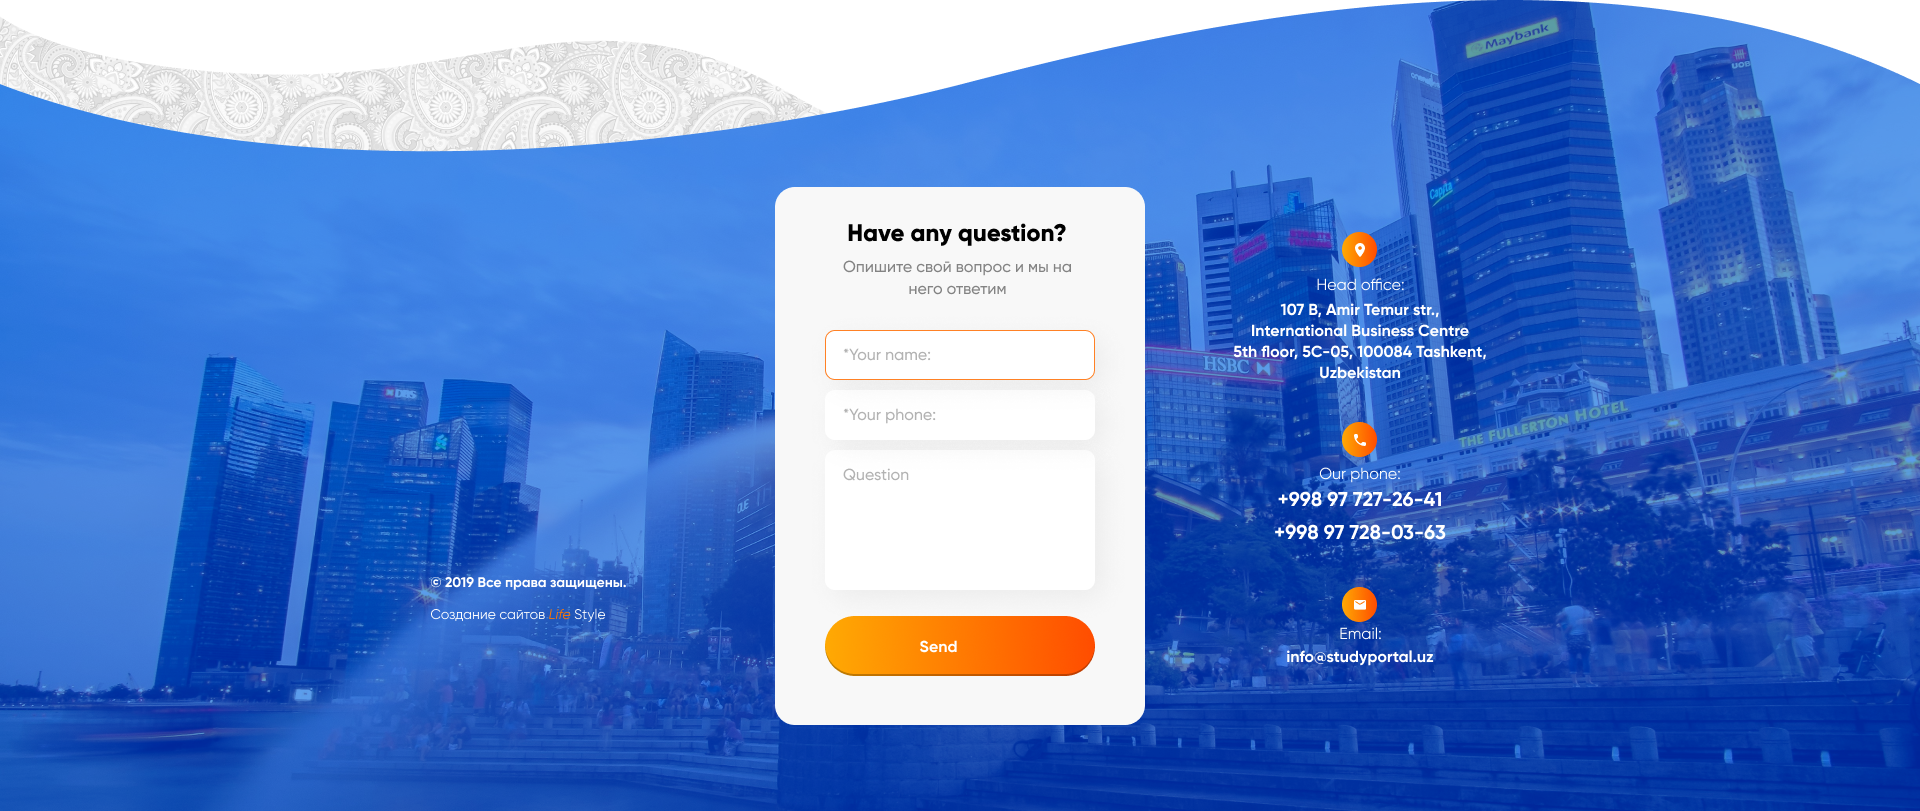 Maybank
UOB
Capita
DBS
HSBC
THE FULLERTON HOTEL
Have any question?
Опишите свой вопрос и мы на
него ответим
*Your name:
*Your phone:
Question
Send
Head office:
107 B, Amir Temur str.,
International Business Centre
5th floor, 5C-05, 100084 Tashkent,
Uzbekistan
Our phone:
+998 97 727-26-41
+998 97 728-03-63
Email:
info@studyportal.uz
© 2019 Все права защищены.
Создание сайтов Life Style